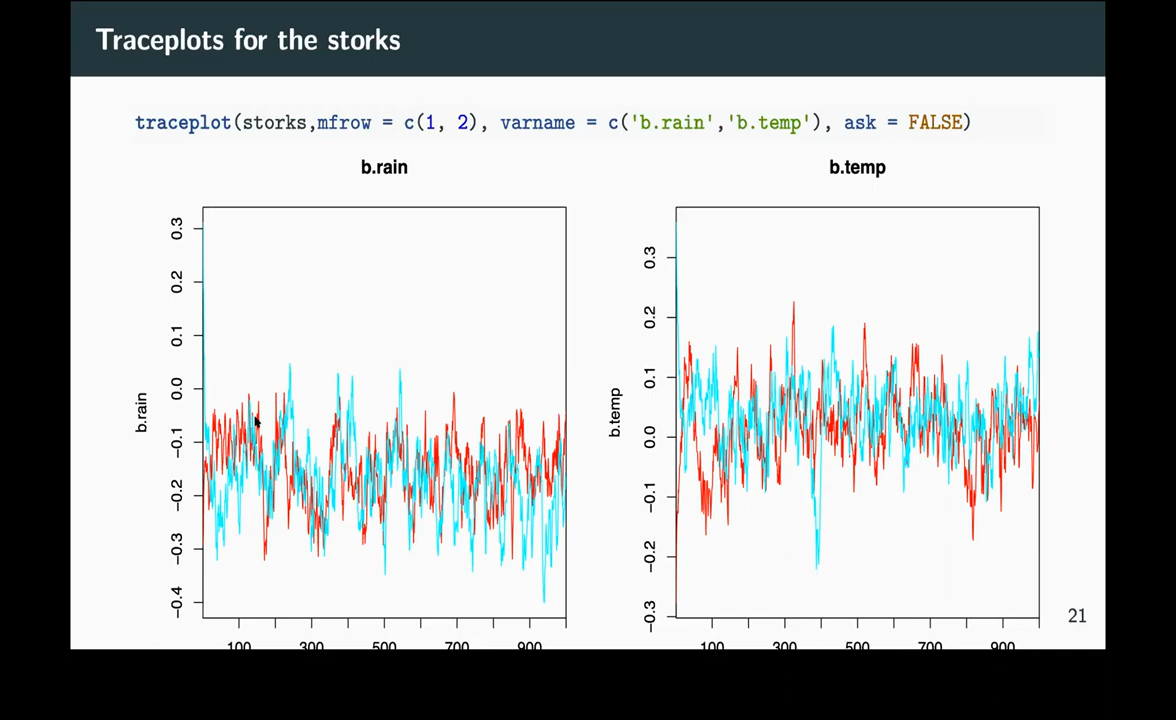 Traceplots for the storks
traceplot(storks,mfrow = c(1, 2), varname = c('b.rain','b.temp'), ask = FALSE)
b.rain
b.temp
b.rain
0.3
0.2
0.1
0.0
−0.1
−0.2
−0.3
−0.4
100 300 500 700 900
b.temp
0.3
0.2
0.1
0.0
−0.1
−0.2
−0.3
100 300 500 700 900
21